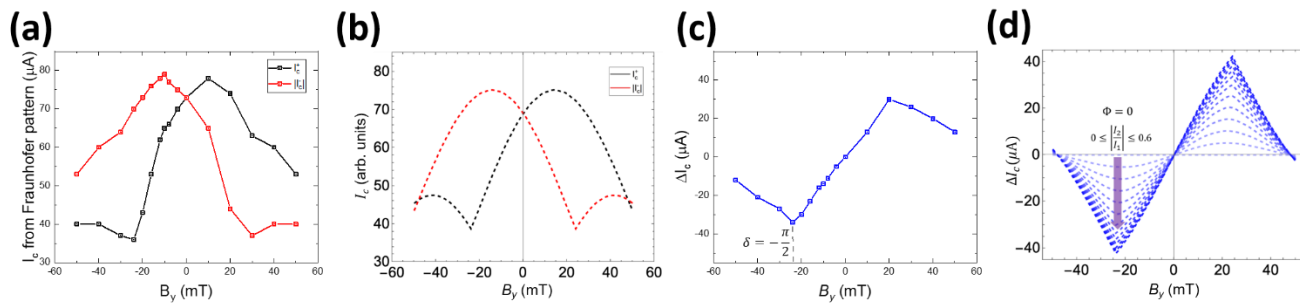 (a)
I_c from Fraunhofer pattern (μA)
80
70
60
50
40
30
-60 -40 -20 0 20 40 60
B_y (mT)
I_c^+
|I_c^-|
(b)
I_c (arb. units)
85
80
70
60
50
40
30
−60 −40 −20 0 20 40 60
B_y (mT)
I_c^+
|I_c^-|
(c)
ΔI_c (μA)
40
20
0
-20
-40
-60 -40 -20 0 20 40 60
B_y (mT)
δ = −π/2
(d)
ΔI_c (μA)
40
20
0
−20
−40
−40 −20 0 20 40
B_y (mT)
Φ = 0
0 ≤ |I_2/I_1| ≤ 0.6